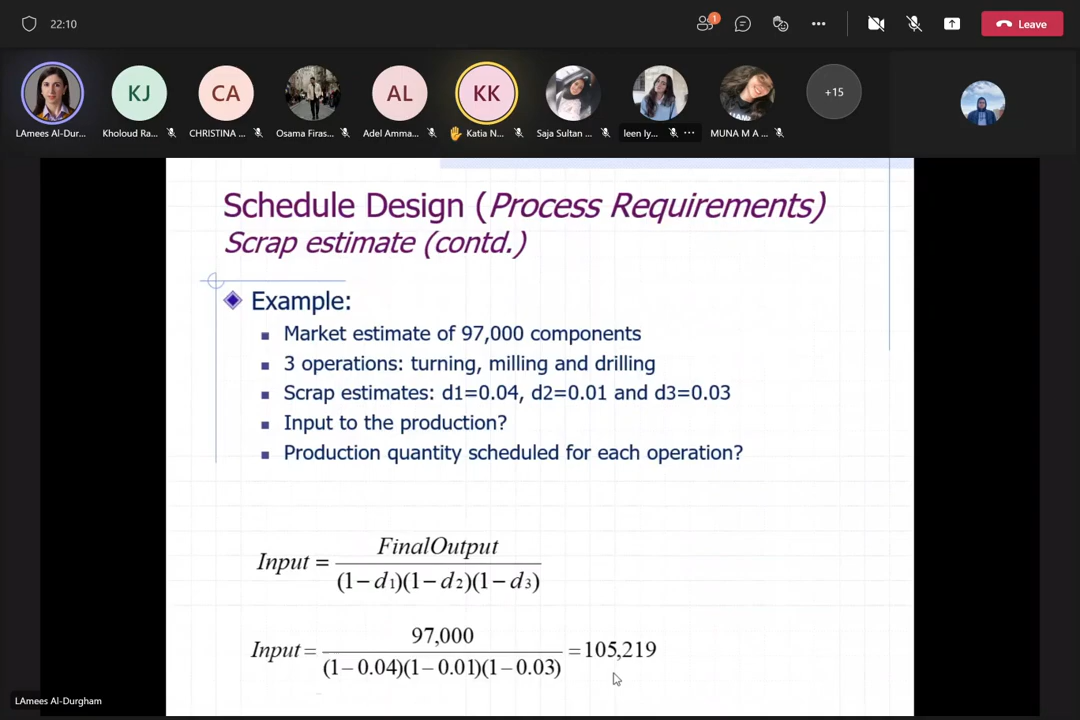 22:10
1
Leave
KJ
CA
AL
KK
+15
LAmees Al-Dur...
Kholoud Ra...
CHRISTINA ...
Osama Firas...
Adel Amma...
Katia N...
Saja Sultan ...
leen Iy...
MUNA M A ...
Schedule Design (Process Requirements)
Scrap estimate (contd.)
Example:
Market estimate of 97,000 components
3 operations: turning, milling and drilling
Scrap estimates: d1=0.04, d2=0.01 and d3=0.03
Input to the production?
Production quantity scheduled for each operation?
Input = FinalOutput / (1−d1)(1−d2)(1−d3)
Input = 97,000 / (1−0.04)(1−0.01)(1−0.03) = 105,219
LAmees Al-Durgham